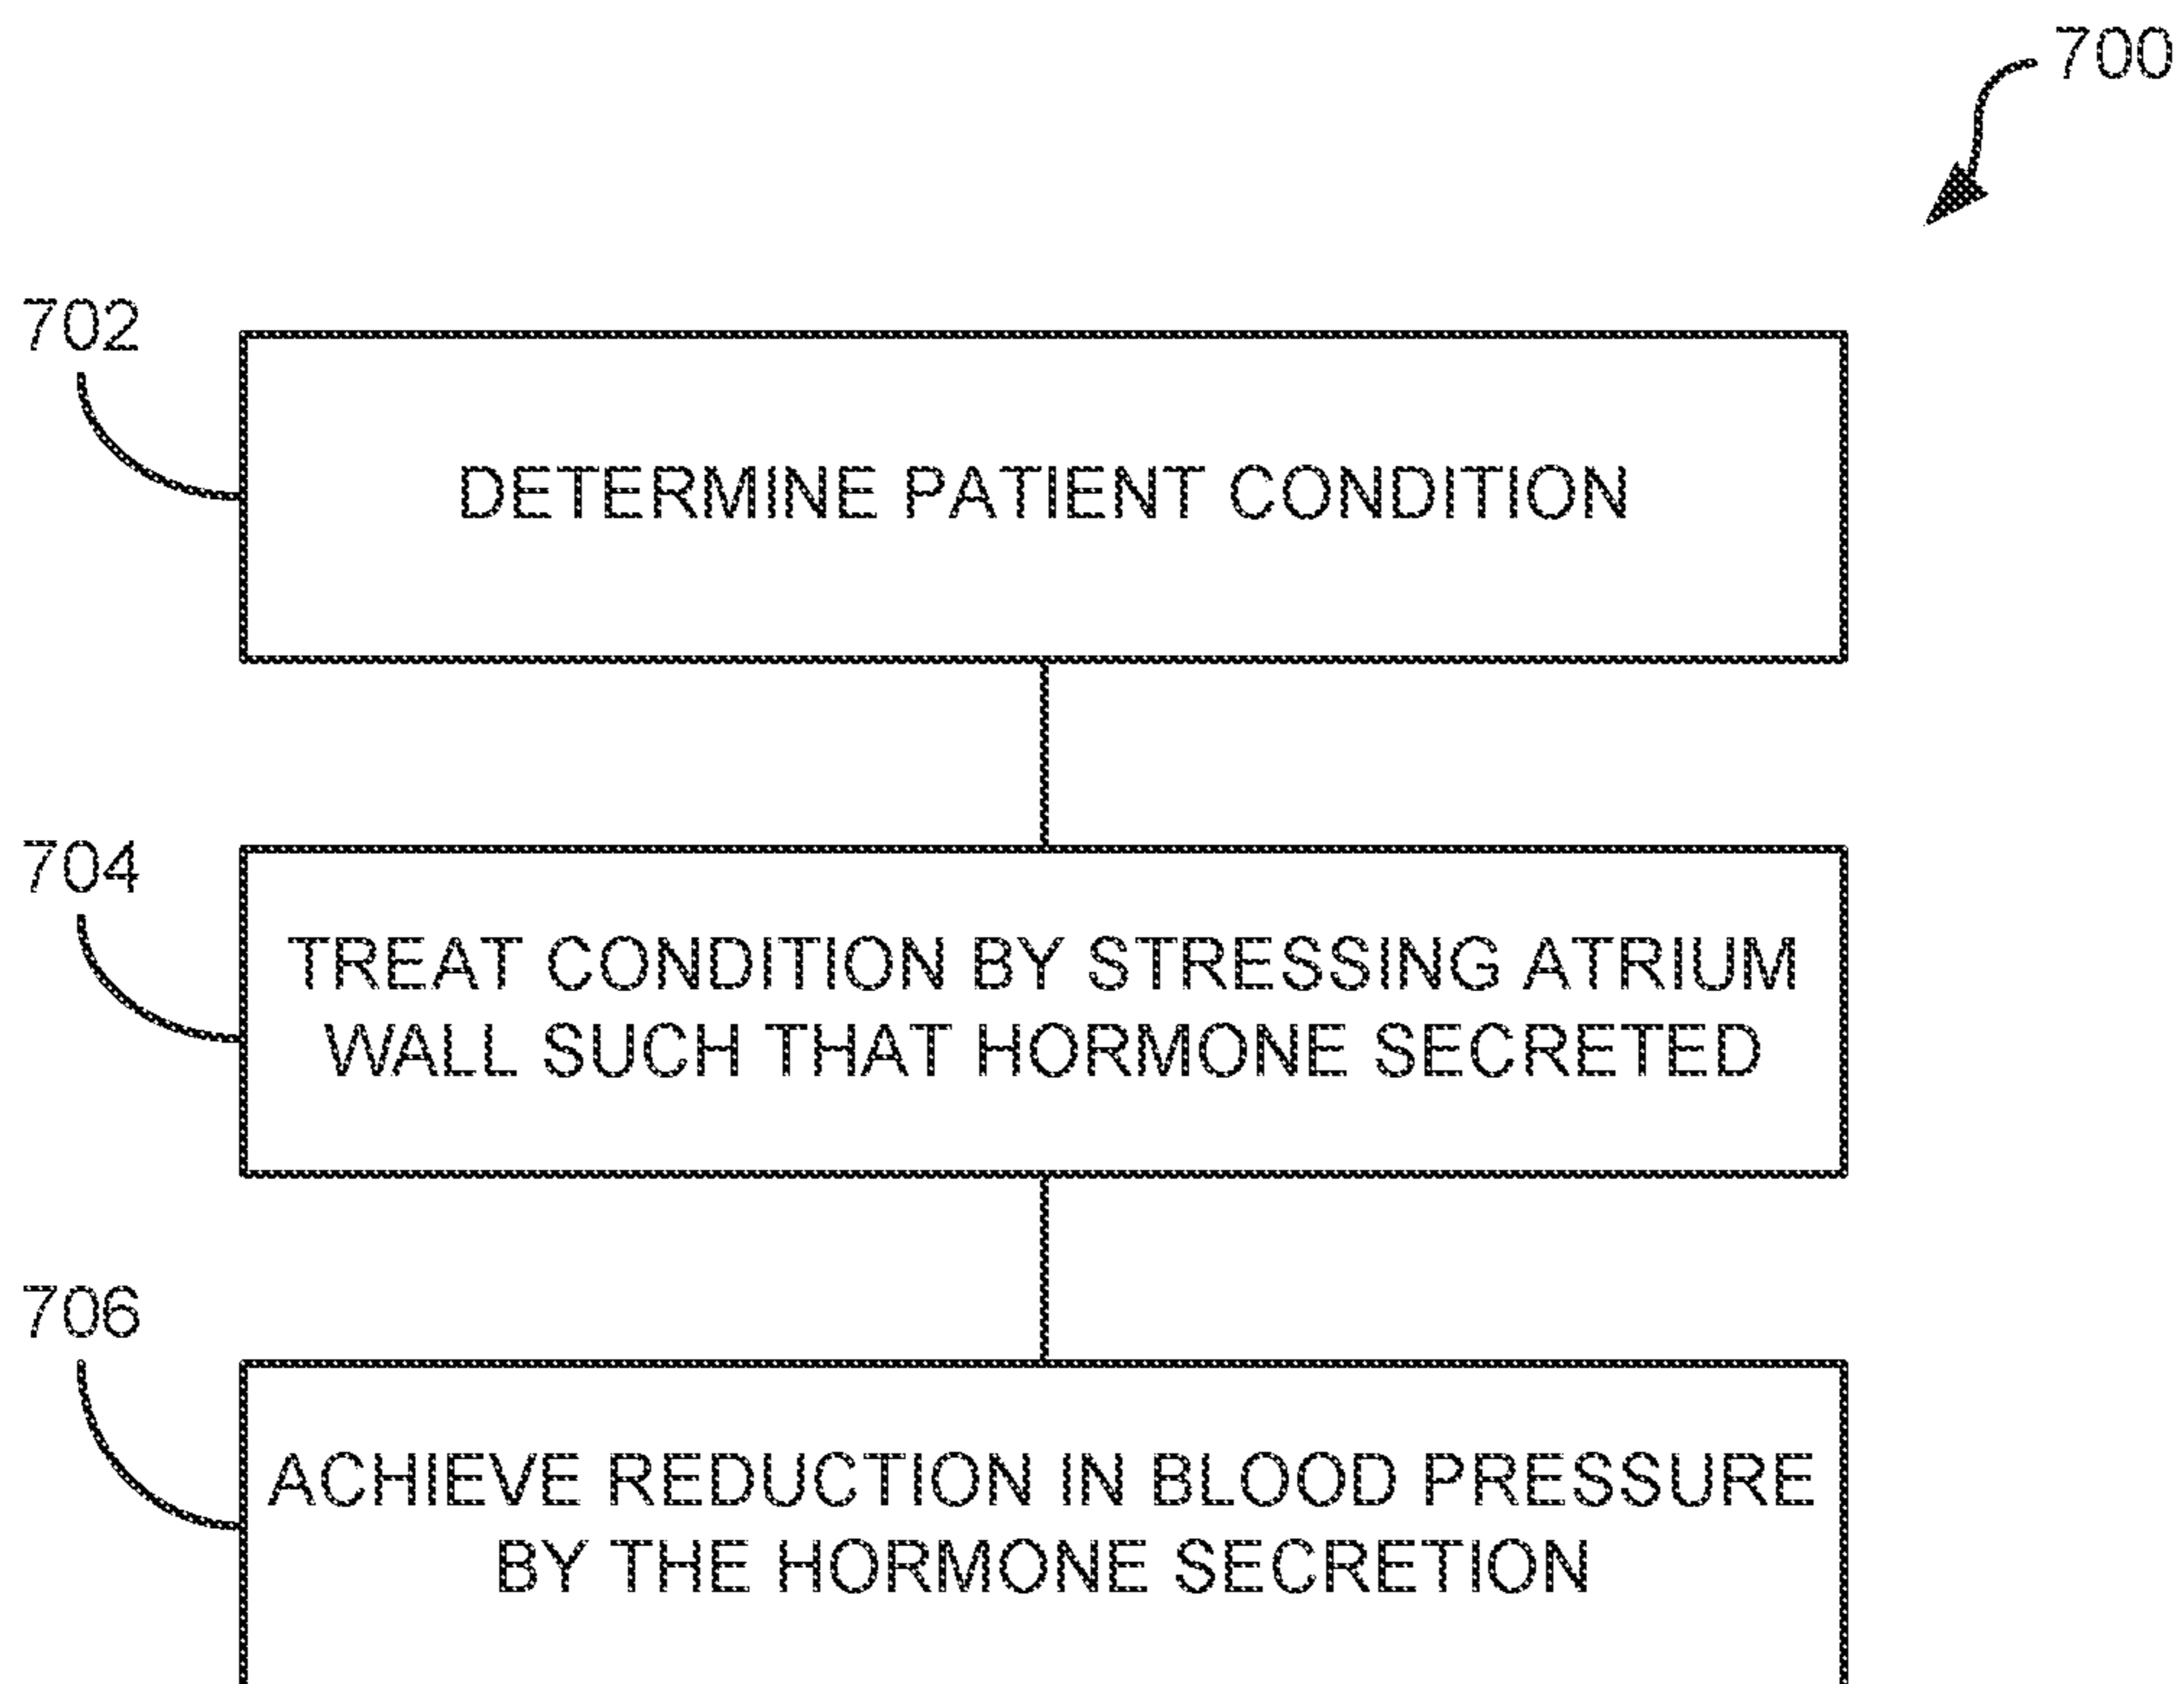 700
702
DETERMINE PATIENT CONDITION
704
TREAT CONDITION BY STRESSING ATRIUM
WALL SUCH THAT HORMONE SECRETED
706
ACHIEVE REDUCTION IN BLOOD PRESSURE
BY THE HORMONE SECRETION